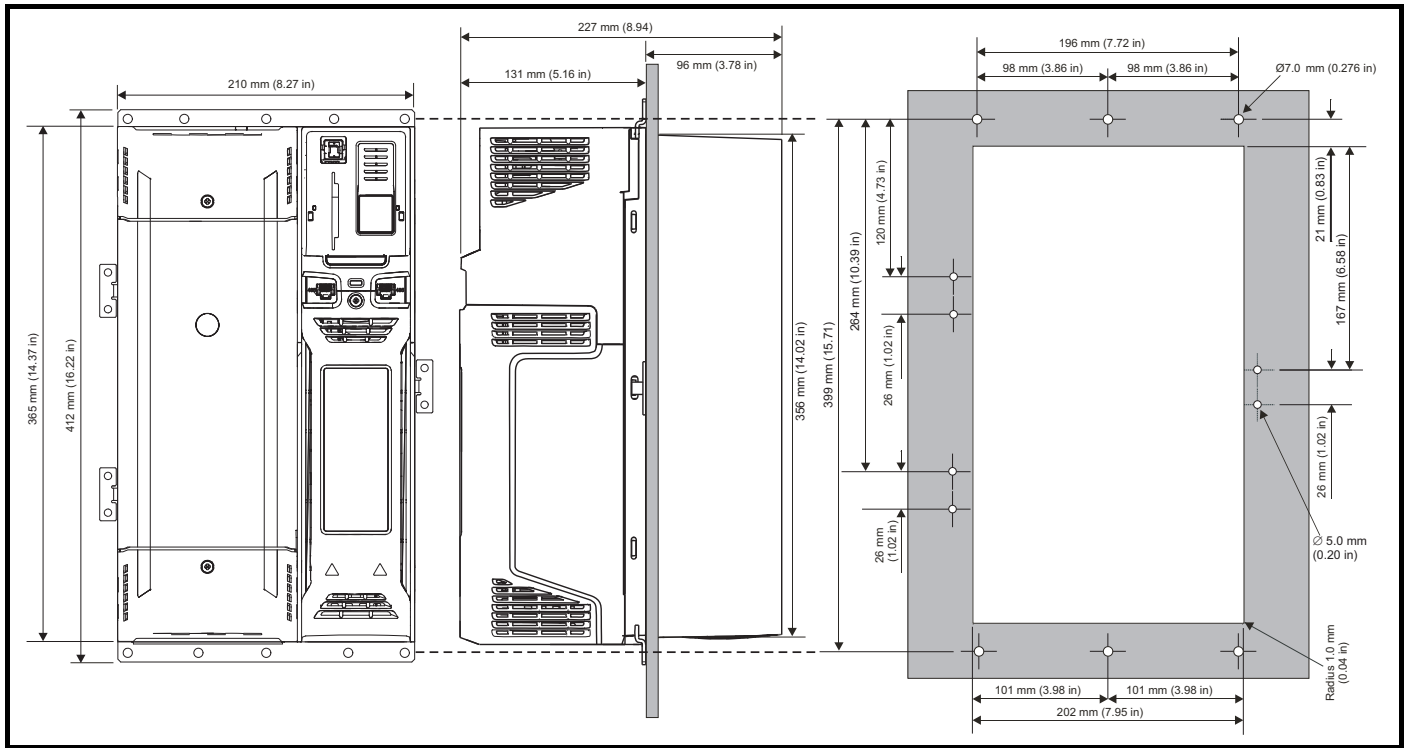 210 mm (8.27 in)
365 mm (14.37 in)
412 mm (16.22 in)
227 mm (8.94)
131 mm (5.16 in)
96 mm (3.78 in)
356 mm (14.02 in)
399 mm (15.71)
264 mm (10.39 in)
120 mm (4.73 in)
26 mm (1.02 in)
26 mm
(1.02 in)
196 mm (7.72 in)
98 mm (3.86 in)
98 mm (3.86 in)
Ø7.0 mm (0.276 in)
21 mm (0.83 in)
167 mm (6.58 in)
26 mm (1.02 in)
Ø 5.0 mm
(0.20 in)
Radius 1.0 mm
(0.04 in)
101 mm (3.98 in)
101 mm (3.98 in)
202 mm (7.95 in)